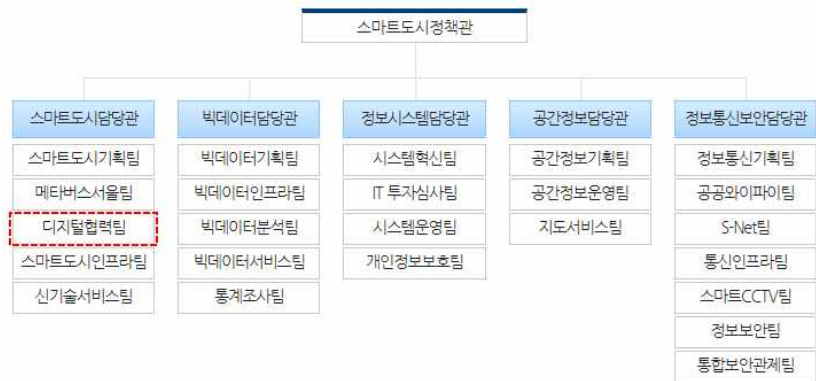 스마트도시정책관
스마트도시담당관
스마트도시기획팀
메타버스서울팀
디지털협력팀
스마트도시인프라팀
신기술서비스팀
빅데이터담당관
빅데이터기획팀
빅데이터인프라팀
빅데이터분석팀
빅데이터서비스팀
통계조사팀
정보시스템담당관
시스템혁신팀
IT 투자심사팀
시스템운영팀
개인정보보호팀
공간정보담당관
공간정보기획팀
공간정보운영팀
지도서비스팀
정보통신보안담당관
정보통신기획팀
공공와이파이팀
S-Net팀
통신인프라팀
스마트CCTV팀
정보보안팀
통합보안관제팀